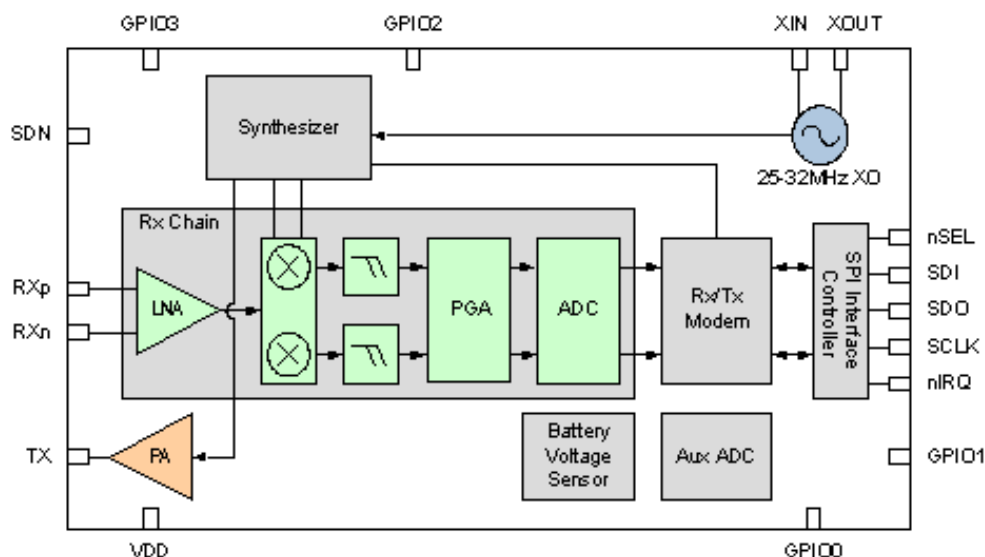 GPIO3
GPIO2
XIN
XOUT
SDN
Synthesizer
25-32MHz XO
Rx Chain
nSEL
RXp
LNA
PGA
ADC
Rx/Tx
Modem
SPI Interface
Controller
SDI
SDO
RXn
SCLK
nIRQ
TX
PA
Battery
Voltage
Sensor
Aux ADC
GPIO1
VDD
GPIO0